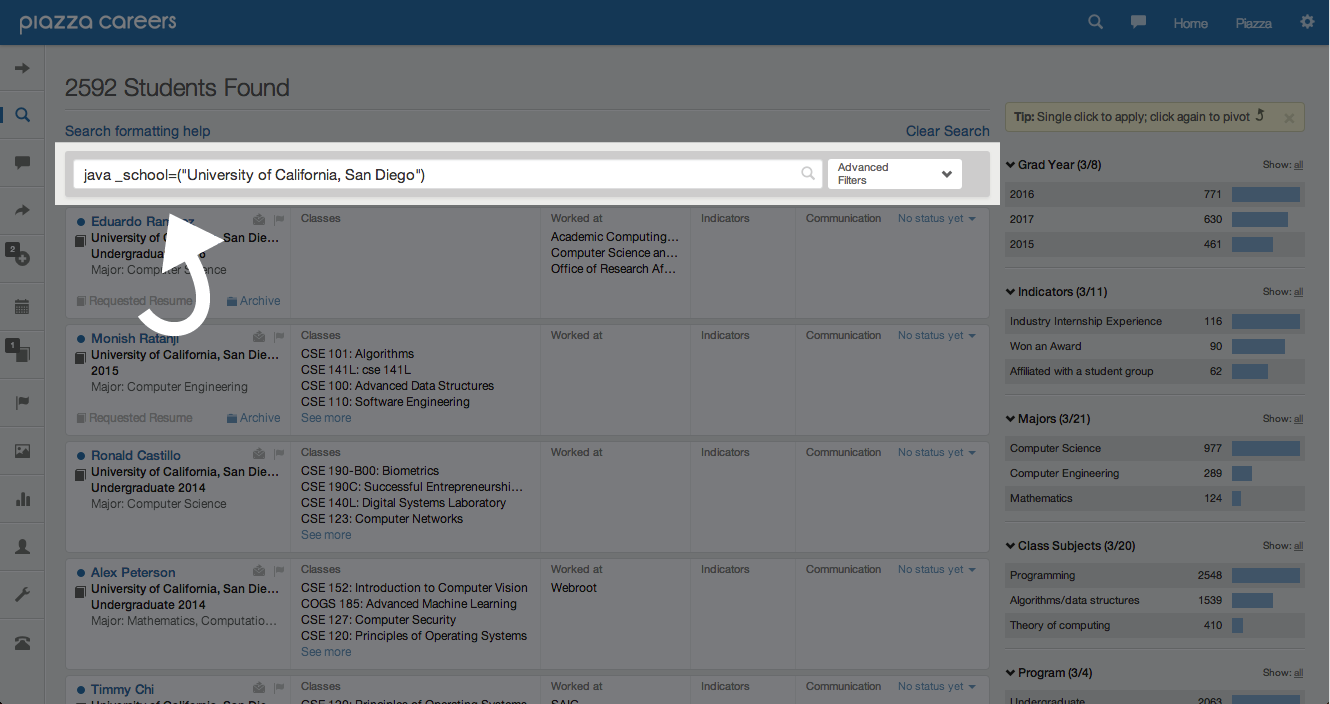 piazza careers
Home
Piazza
2592 Students Found
Search formatting help
Clear Search
java _school=("University of California, San Diego")
Advanced
Filters
Eduardo
Classes
Worked at
Indicators
Communication
No status yet
University of San Die...
Academic Computing...
Computer Science an...
Office of Research Af...
Major: Computer Science
Requested Resume
Archive
2
1
Monish Ratanji
Classes
Worked at
Indicators
Communication
No status yet
University of California, San Die...
2015
Major: Computer Engineering
CSE 101: Algorithms
CSE 141L: cse 141L
CSE 100: Advanced Data Structures
CSE 110: Software Engineering
See more
Requested Resume
Archive
Ronald Castillo
Classes
Worked at
Indicators
Communication
No status yet
University of California, San Die...
Undergraduate 2014
Major: Computer Science
CSE 190-B00: Biometrics
CSE 190C: Successful Entrepreneurshi...
CSE 140L: Digital Systems Laboratory
CSE 123: Computer Networks
See more
Alex Peterson
Classes
Worked at
Indicators
Communication
No status yet
University of California, San Die...
Undergraduate 2014
Major: Mathematics, Computatio...
CSE 152: Introduction to Computer Vision
COGS 185: Advanced Machine Learning
CSE 127: Computer Security
CSE 120: Principles of Operating Systems
See more
Webroot
Timmy Chi
Classes
Worked at
Indicators
Communication
No status yet
University of California, San Die...
CSE 120: Principles of Operating Systems
SAIC
Tip: Single click to apply; click again to pivot
Grad Year (3/8)
Show: all
2016 771
2017 630
2015 461
Indicators (3/11)
Show: all
Industry Internship Experience 116
Won an Award 90
Affiliated with a student group 62
Majors (3/21)
Show: all
Computer Science 977
Computer Engineering 289
Mathematics 124
Class Subjects (3/20)
Show: all
Programming 2548
Algorithms/data structures 1539
Theory of computing 410
Program (3/4)
Show: all
Undergraduate 2063